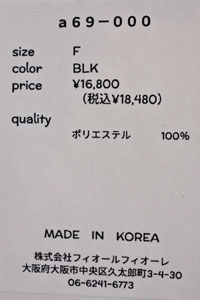 a69-000
size F
color BLK
price ¥16,800
(税込¥18,480)
quality
ポリエステル 100%
MADE IN KOREA
株式会社フィオールフィオーレ
大阪府大阪市中央区久太郎町3-4-30
06-6241-6773